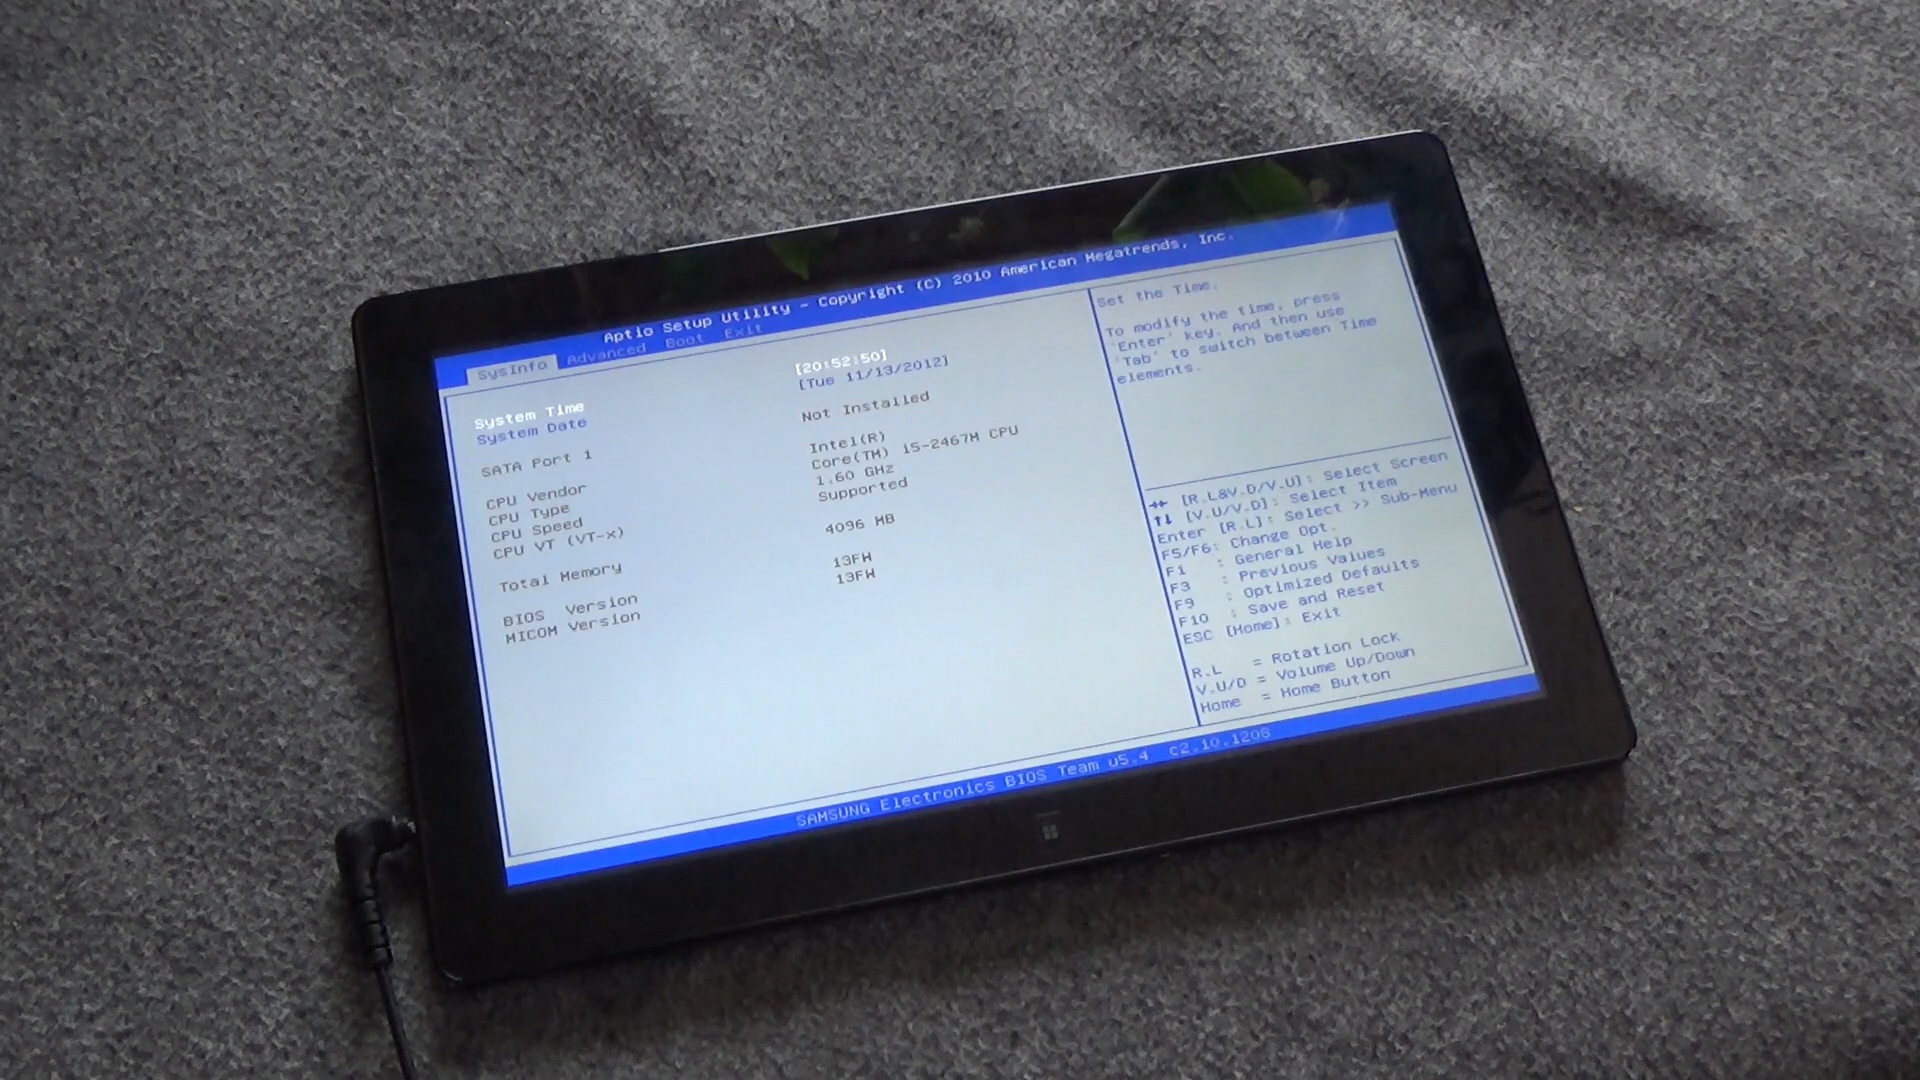 Aptio Setup Utility - Copyright (C) 2010 American Megatrends, Inc.
SysInfo Advanced Boot Exit
System Time [20:52:50]
System Date [Tue 11/13/2012]
SATA Port 1 Not Installed
CPU Vendor Intel(R)
CPU Type Core(TM) i5-2467M CPU
CPU Speed 1.60 GHz
CPU VT (VT-x) Supported
Total Memory 4096 MB
BIOS Version 13FW
MICOM Version 13FW
Set the Time.
To modify the time, press
'Enter' key. And then use
'Tab' to switch between Time
elements.
→← [R.L&V.D/V.U]: Select Screen
↑↓ [V.U/V.D]: Select Item
Enter [R.L]: Select >> Sub-Menu
F5/F6: Change Opt.
F1 : General Help
F3 : Previous Values
F9 : Optimized Defaults
F10 : Save and Reset
ESC [Home]: Exit
R.L = Rotation Lock
V.U/D = Volume Up/Down
Home = Home Button
SAMSUNG Electronics BIOS Team v5.4 c2.10.1208